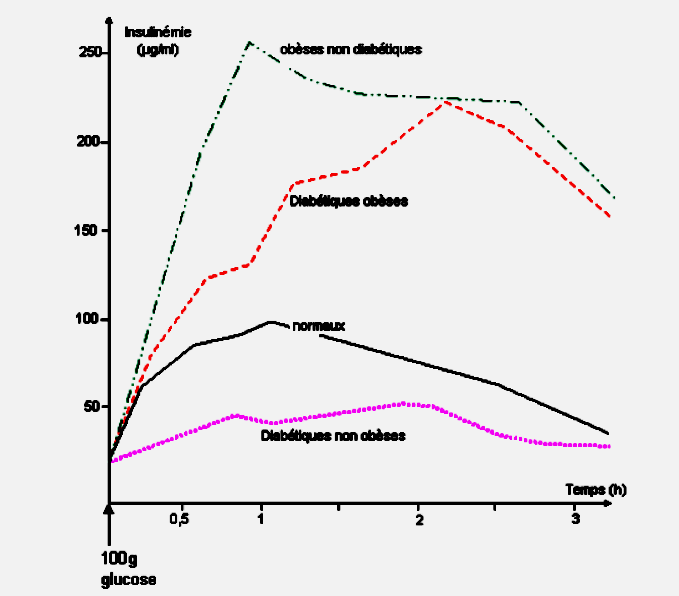 Insulinémie
(µg/ml)
250
obèses non diabétiques
200
Diabétiques obèses
150
100
normaux
50
Diabétiques non obèses
Temps (h)
0,5
1
2
3
100g
glucose